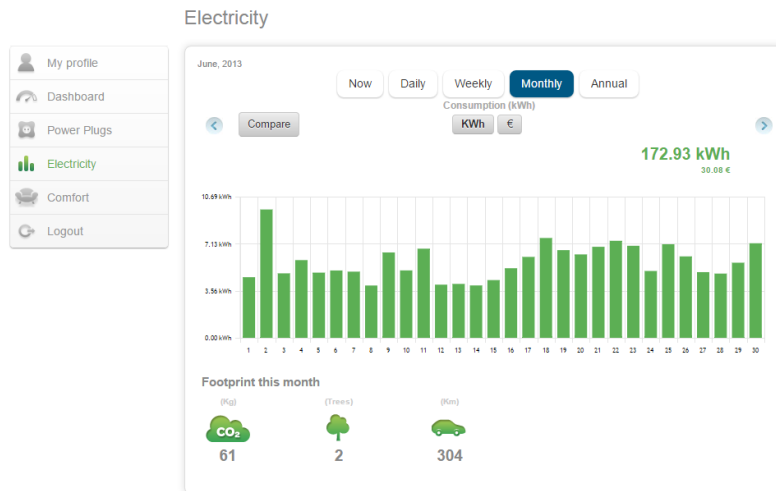 Electricity
My profile
Dashboard
Power Plugs
Electricity
Comfort
Logout
June, 2013
Now Daily Weekly Monthly Annual
Consumption (kWh)
Compare KWh €
172.93 kWh
30.08 €
10.69 kWh
7.13 kWh
3.56 kWh
0.00 kWh
1 2 3 4 5 6 7 8 9 10 11 12 13 14 15 16 17 18 19 20 21 22 23 24 25 26 27 28 29 30
Footprint this month
(Kg) (Trees) (Km)
CO2
61 2 304